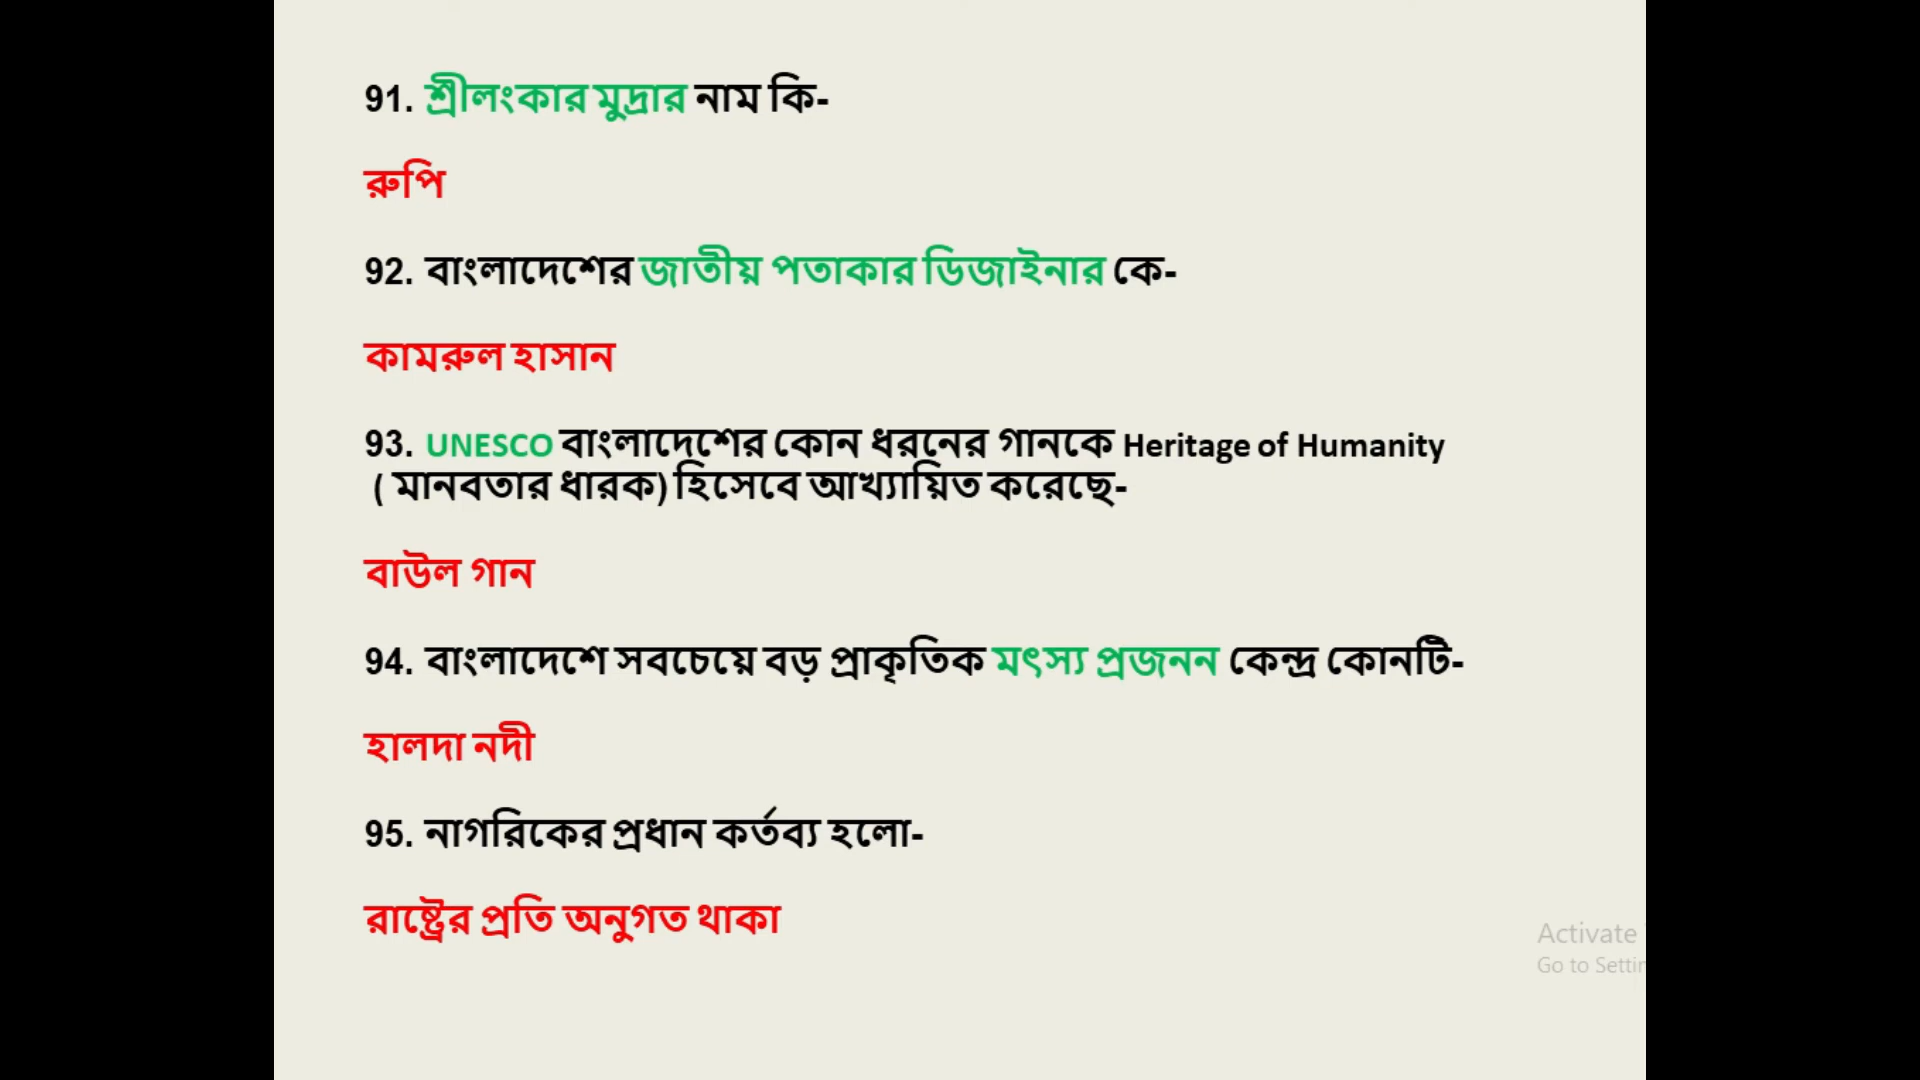 91. শ্রীলংকার মুদ্রার নাম কি-
রুপি
92. বাংলাদেশের জাতীয় পতাকার ডিজাইনার কে-
কামরুল হাসান
93. UNESCO বাংলাদেশের কোন ধরনের গানকে Heritage of Humanity
( মানবতার ধারক) হিসেবে আখ্যায়িত করেছে-
বাউল গান
94. বাংলাদেশে সবচেয়ে বড় প্রাকৃতিক মৎস্য প্রজনন কেন্দ্র কোনটি-
হালদা নদী
95. নাগরিকের প্রধান কর্তব্য হলো-
রাষ্ট্রের প্রতি অনুগত থাকা
Activate
Go to Settin